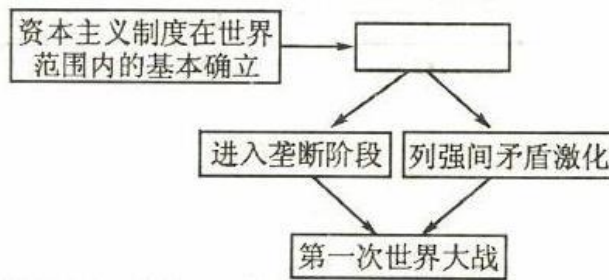 资本主义制度在世界
范围内的基本确立
进入垄断阶段
列强间矛盾激化
第一次世界大战